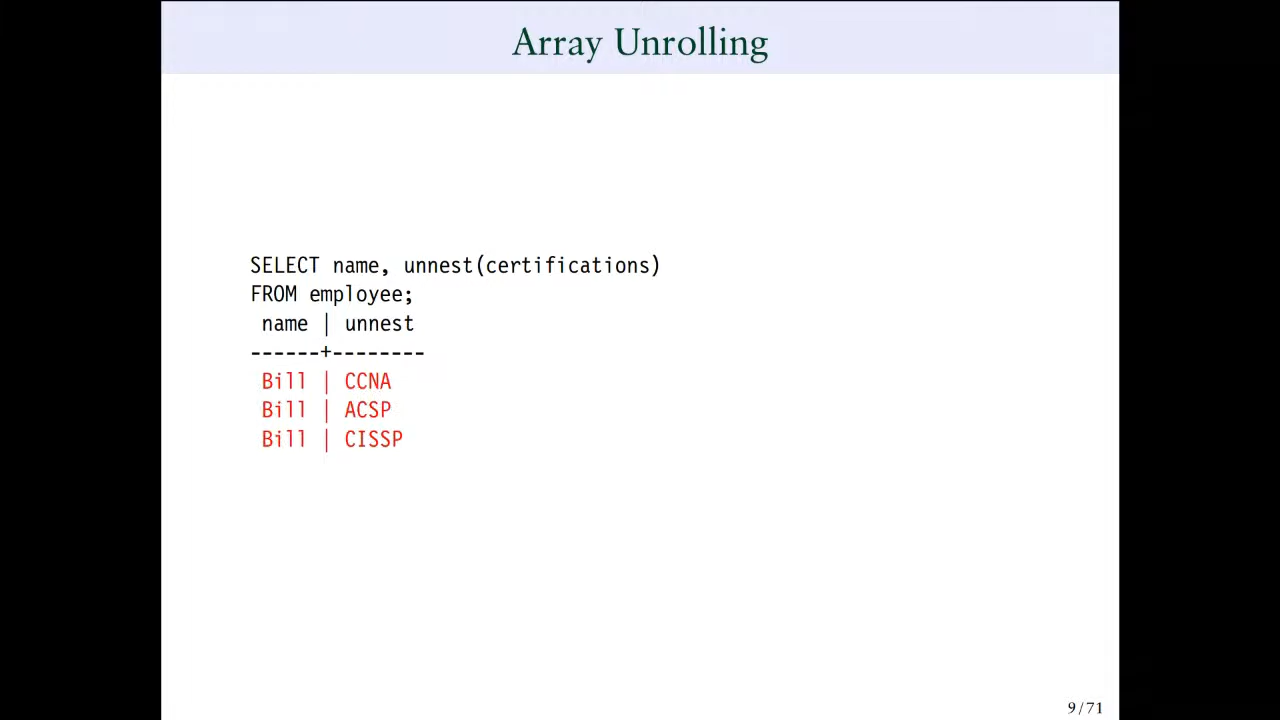 Array Unrolling
SELECT name, unnest(certifications)
FROM employee;
 name | unnest
------+--------
 Bill | CCNA
 Bill | ACSP
 Bill | CISSP
9/71